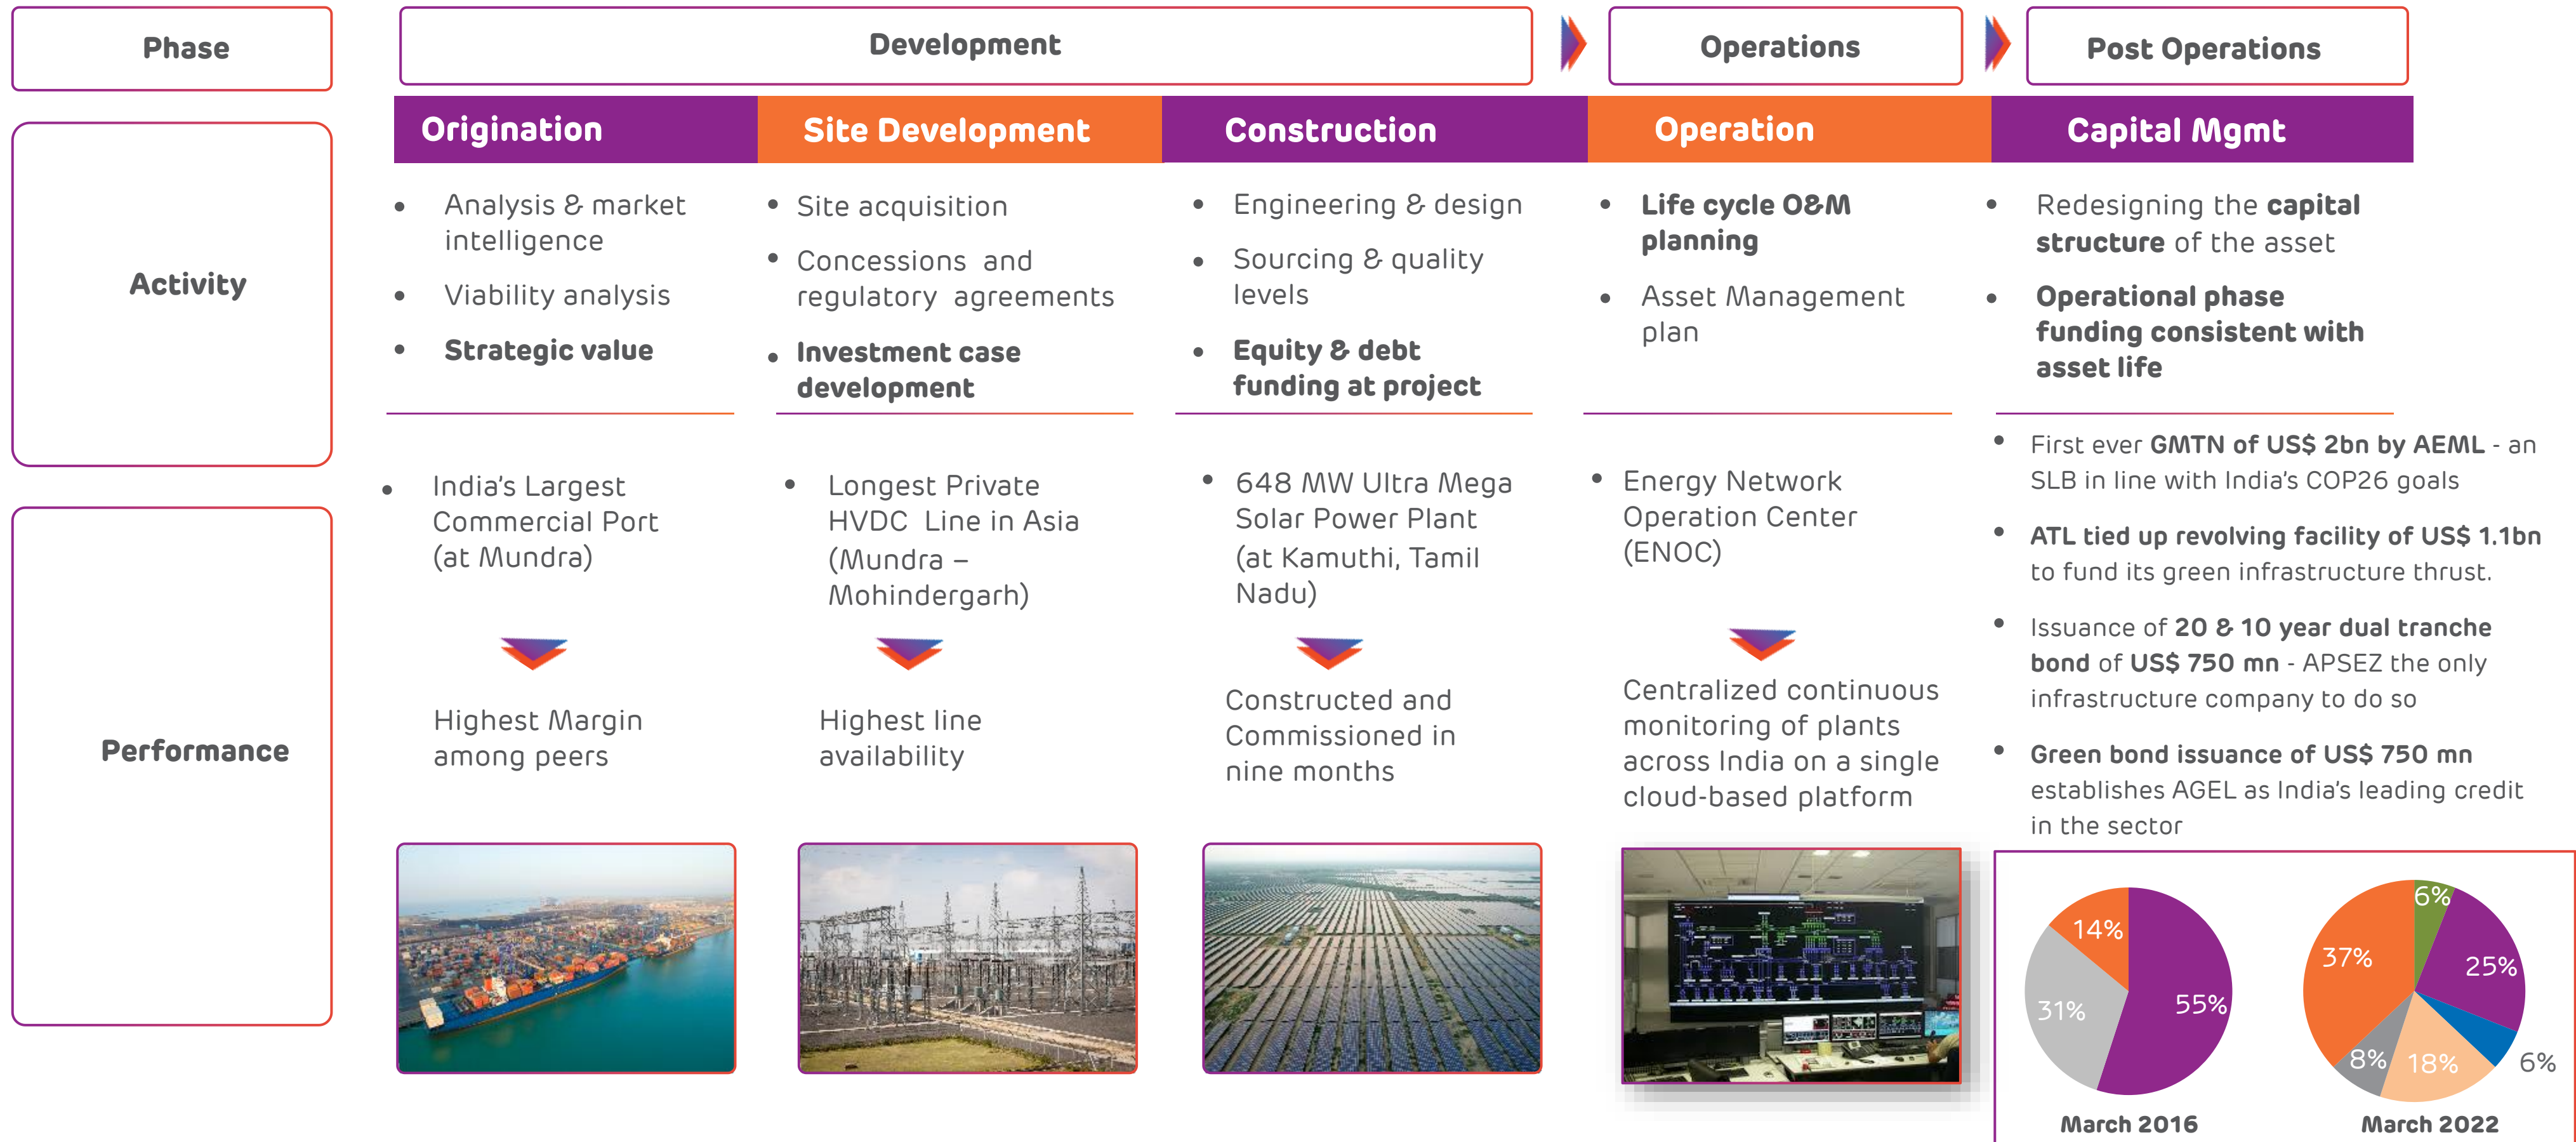 Phase
Development
Operations
Post Operations
Activity
Origination
Site Development
Construction
Operation
Capital Mgmt
• Analysis & market
intelligence
• Viability analysis
• Strategic value
• Site acquisition
• Concessions and
regulatory agreements
• Investment case
development
• Engineering & design
• Sourcing & quality
levels
• Equity & debt
funding at project
• Life cycle O&M
planning
• Asset Management
plan
• Redesigning the capital
structure of the asset
• Operational phase
funding consistent with
asset life
Performance
• India's Largest
Commercial Port
(at Mundra)
Highest Margin
among peers
• Longest Private
HVDC Line in Asia
(Mundra –
Mohindergarh)
Highest line
availability
• 648 MW Ultra Mega
Solar Power Plant
(at Kamuthi, Tamil
Nadu)
Constructed and
Commissioned in
nine months
• Energy Network
Operation Center
(ENOC)
Centralized continuous
monitoring of plants
across India on a single
cloud-based platform
• First ever GMTN of US$ 2bn by AEML - an
SLB in line with India's COP26 goals
• ATL tied up revolving facility of US$ 1.1bn
to fund its green infrastructure thrust.
• Issuance of 20 & 10 year dual tranche
bond of US$ 750 mn - APSEZ the only
infrastructure company to do so
• Green bond issuance of US$ 750 mn
establishes AGEL as India's leading credit
in the sector
14%
31%
55%
March 2016
6%
37%
25%
8%
18%
6%
March 2022